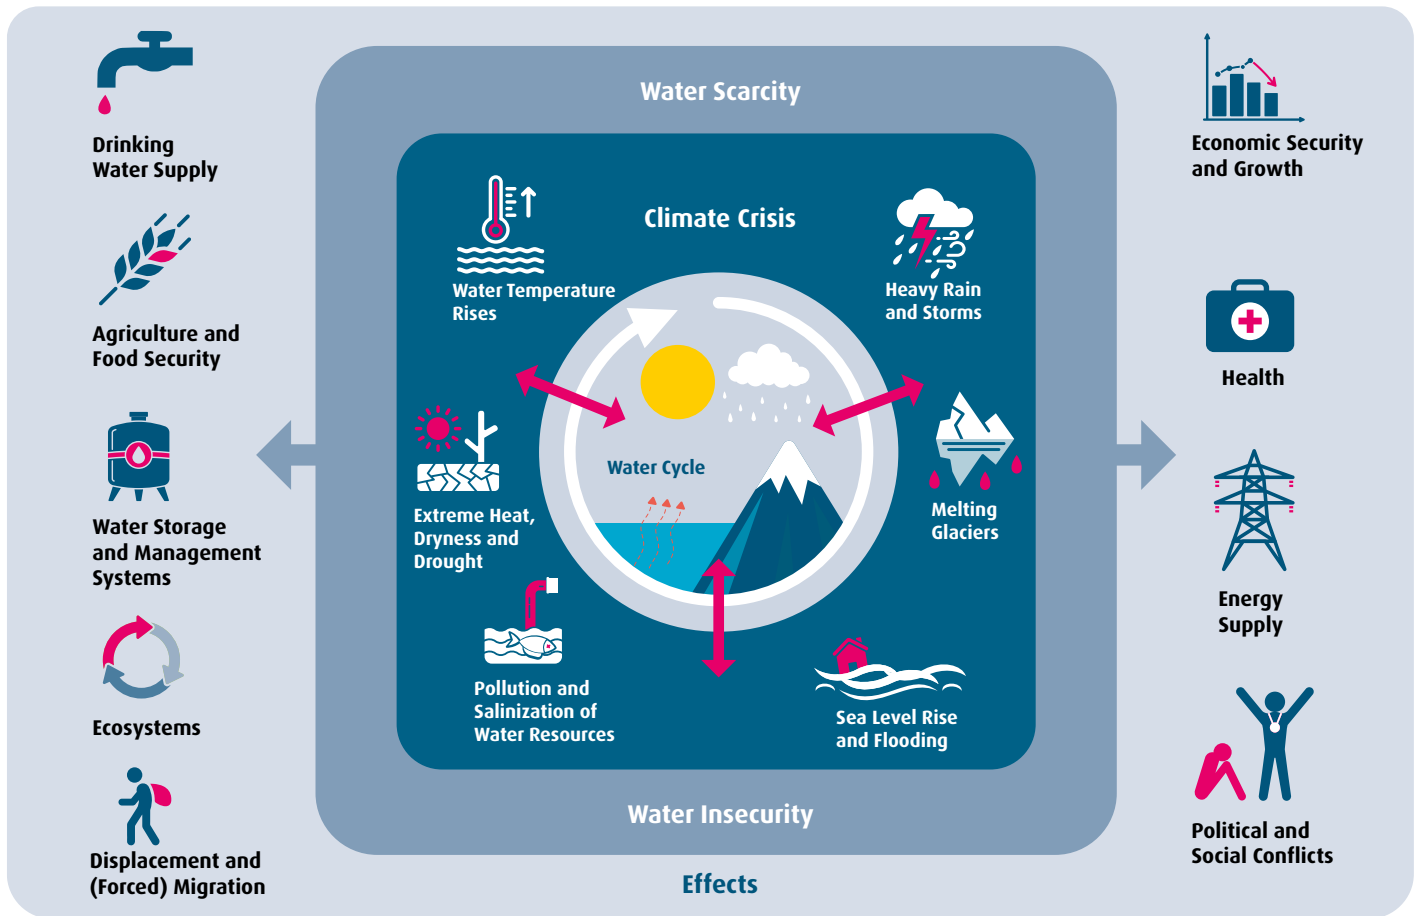 Water Scarcity
Climate Crisis
Water Temperature
Rises
Heavy Rain
and Storms
Extreme Heat,
Dryness and
Drought
Water Cycle
Melting
Glaciers
Pollution and
Salinization of
Water Resources
Sea Level Rise
and Flooding
Water Insecurity
Effects
Drinking
Water Supply
Agriculture and
Food Security
Water Storage
and Management
Systems
Ecosystems
Displacement and
(Forced) Migration
Economic Security
and Growth
Health
Energy
Supply
Political and
Social Conflicts